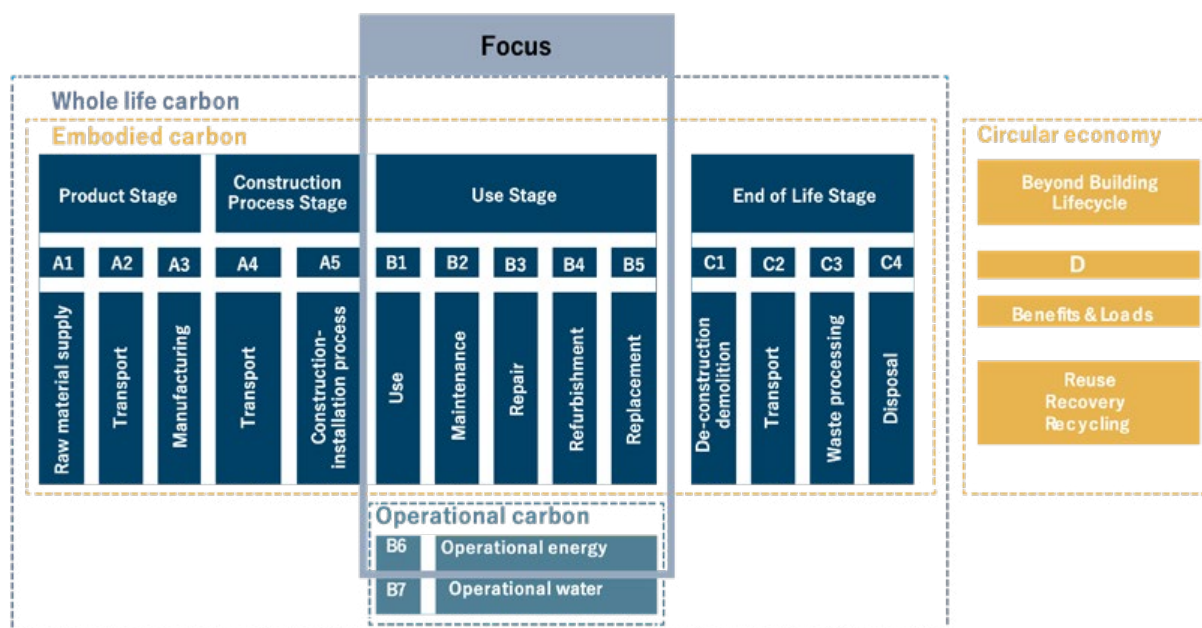 Focus
Whole life carbon
Embodied carbon
Circular economy
Product Stage
Construction
Process Stage
Use Stage
End of Life Stage
Beyond Building
Lifecycle
A1
A2
A3
A4
A5
B1
B2
B3
B4
B5
C1
C2
C3
C4
D
Raw material supply
Transport
Manufacturing
Transport
Construction-
installation process
Use
Maintenance
Repair
Refurbishment
Replacement
De-construction
demolition
Transport
Waste processing
Disposal
Benefits & Loads
Reuse
Recovery
Recycling
Operational carbon
B6 Operational energy
B7 Operational water